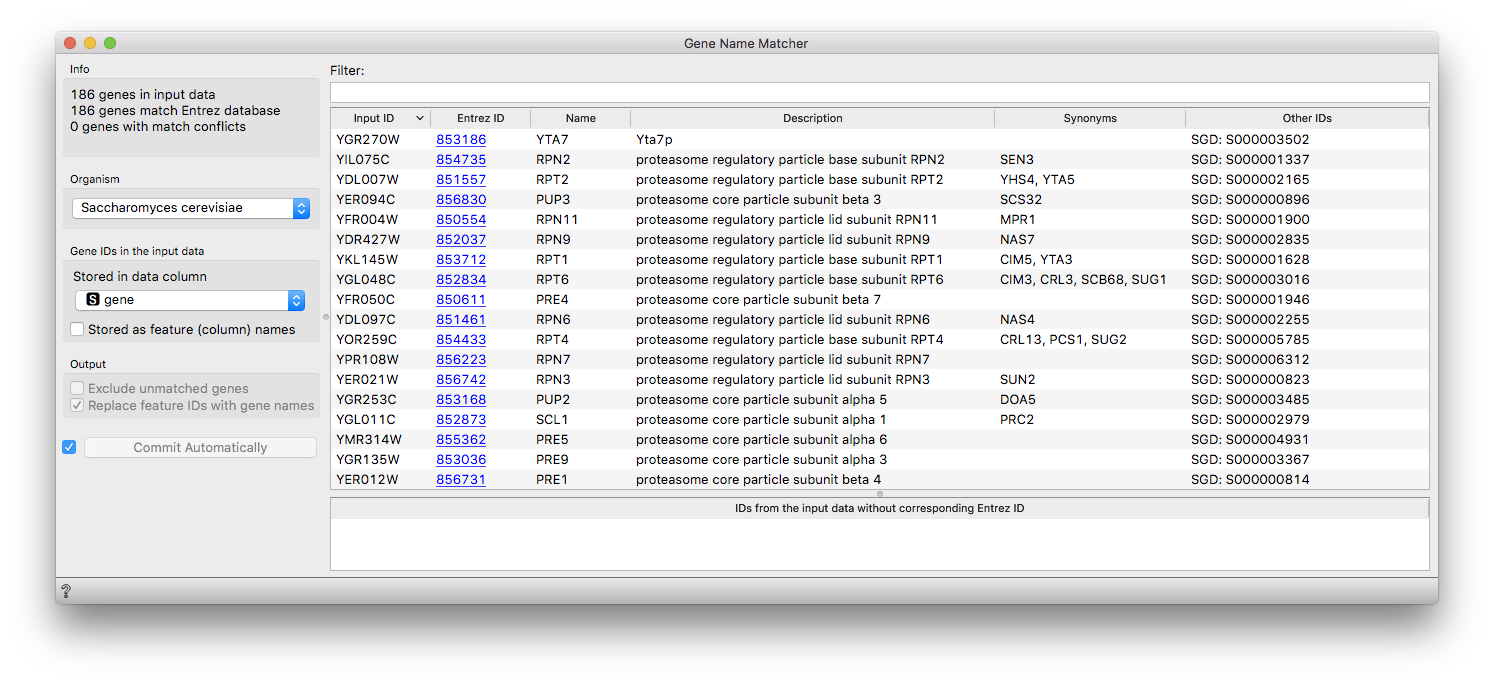 Gene Name Matcher
Info
186 genes in input data
186 genes match Entrez database
0 genes with match conflicts
Organism
Saccharomyces cerevisiae
Gene IDs in the input data
Stored in data column
S gene
Stored as feature (column) names
Output
Exclude unmatched genes
Replace feature IDs with gene names
Commit Automatically
Filter:
Input ID Entrez ID Name Description Synonyms Other IDs
YGR270W 853186 YTA7 Yta7p SGD: S000003502
YIL075C 854735 RPN2 proteasome regulatory particle base subunit RPN2 SEN3 SGD: S000001337
YDL007W 851557 RPT2 proteasome regulatory particle base subunit RPT2 YHS4, YTA5 SGD: S000002165
YER094C 856830 PUP3 proteasome core particle subunit beta 3 SCS32 SGD: S000000896
YFR004W 850554 RPN11 proteasome regulatory particle lid subunit RPN11 MPR1 SGD: S000001900
YDR427W 852037 RPN9 proteasome regulatory particle lid subunit RPN9 NAS7 SGD: S000002835
YKL145W 853712 RPT1 proteasome regulatory particle base subunit RPT1 CIM5, YTA3 SGD: S000001628
YGL048C 852834 RPT6 proteasome regulatory particle base subunit RPT6 CIM3, CRL3, SCB68, SUG1 SGD: S000003016
YFR050C 850611 PRE4 proteasome core particle subunit beta 7 SGD: S000001946
YDL097C 851461 RPN6 proteasome regulatory particle lid subunit RPN6 NAS4 SGD: S000002255
YOR259C 854433 RPT4 proteasome regulatory particle base subunit RPT4 CRL13, PCS1, SUG2 SGD: S000005785
YPR108W 856223 RPN7 proteasome regulatory particle lid subunit RPN7 SGD: S000006312
YER021W 856742 RPN3 proteasome regulatory particle lid subunit RPN3 SUN2 SGD: S000000823
YGR253C 853168 PUP2 proteasome core particle subunit alpha 5 DOA5 SGD: S000003485
YGL011C 852873 SCL1 proteasome core particle subunit alpha 1 PRC2 SGD: S000002979
YMR314W 855362 PRE5 proteasome core particle subunit alpha 6 SGD: S000004931
YGR135W 853036 PRE9 proteasome core particle subunit alpha 3 SGD: S000003367
YER012W 856731 PRE1 proteasome core particle subunit beta 4 SGD: S000000814
IDs from the input data without corresponding Entrez ID
?